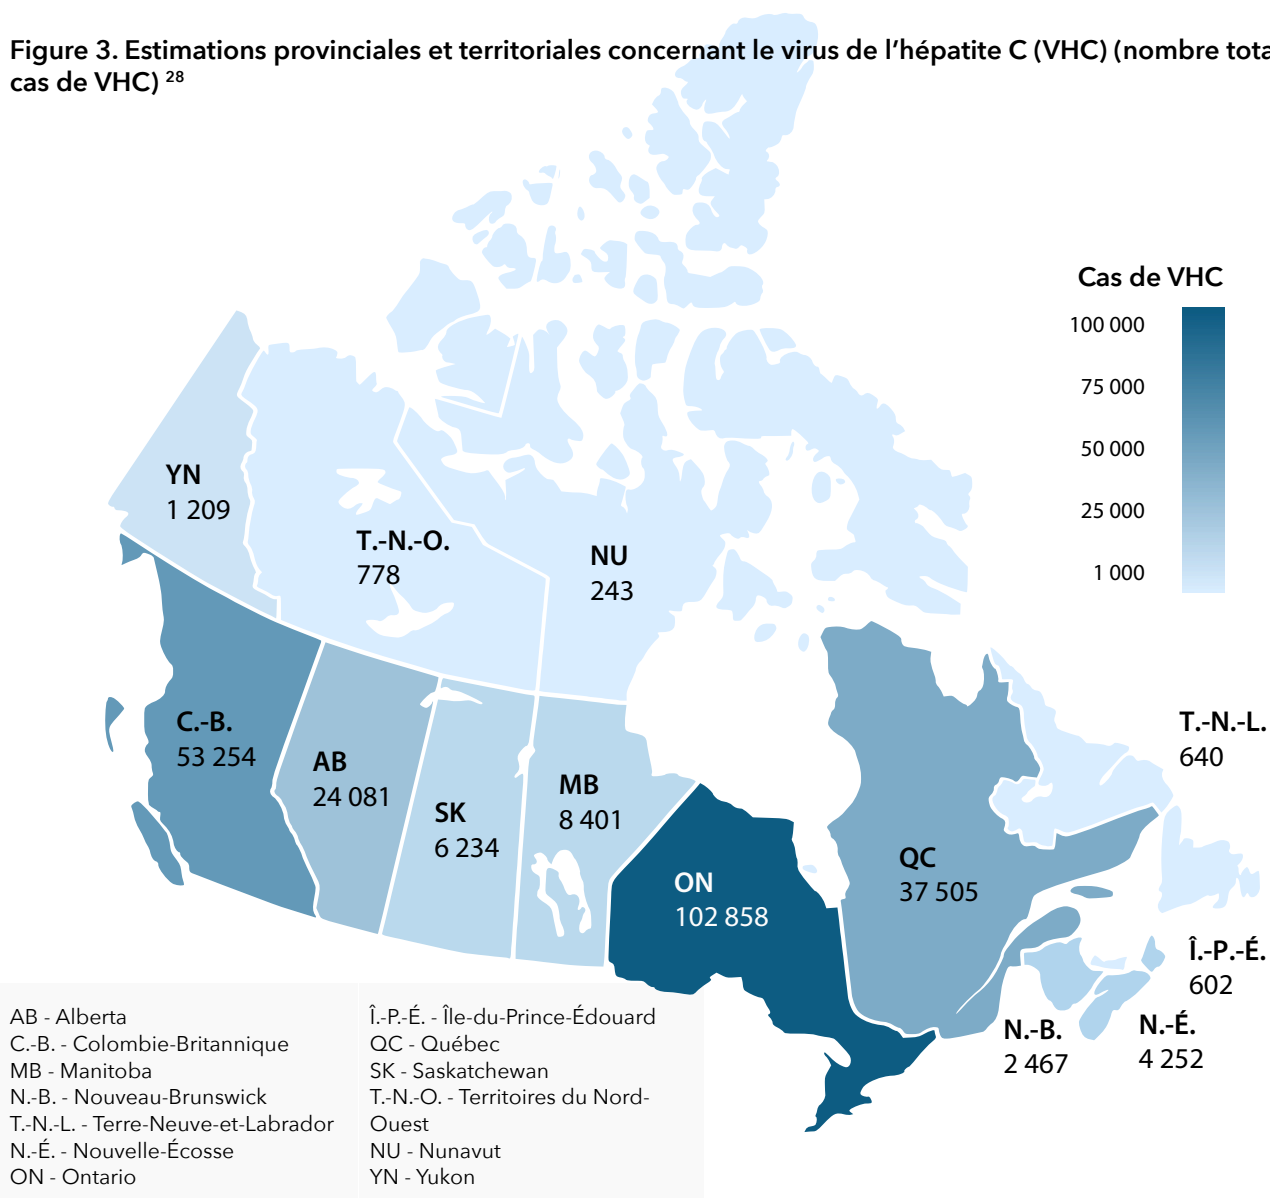 Figure 3. Estimations provinciales et territoriales concernant le virus de l’hépatite C (VHC) (nombre tota
cas de VHC) 28
Cas de VHC
100 000
75 000
50 000
25 000
1 000
YN
1 209
T.-N.-O.
778
NU
243
C.-B.
53 254
AB
24 081
SK
6 234
MB
8 401
ON
102 858
QC
37 505
T.-N.-L.
640
Î.-P.-É.
602
N.-B.
2 467
N.-É.
4 252
AB - Alberta
C.-B. - Colombie-Britannique
MB - Manitoba
N.-B. - Nouveau-Brunswick
T.-N.-L. - Terre-Neuve-et-Labrador
N.-É. - Nouvelle-Écosse
ON - Ontario
Î.-P.-É. - Île-du-Prince-Édouard
QC - Québec
SK - Saskatchewan
T.-N.-O. - Territoires du Nord-
Ouest
NU - Nunavut
YN - Yukon